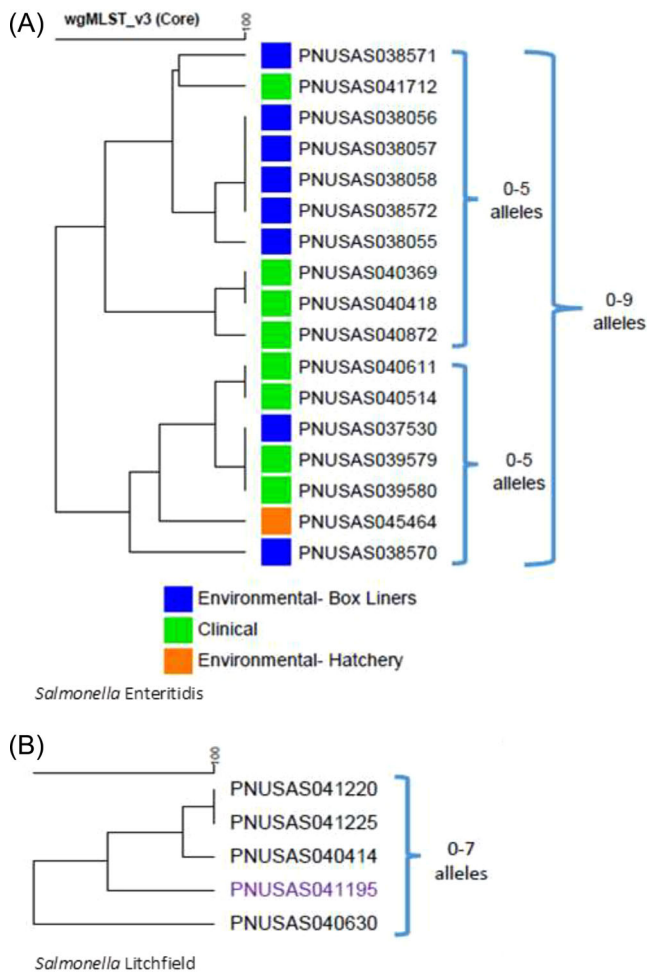 (A)
wgMLST_v3 (Core)
100
PNUSAS038571
PNUSAS041712
PNUSAS038056
PNUSAS038057
PNUSAS038058
PNUSAS038572
PNUSAS038055
PNUSAS040369
PNUSAS040418
PNUSAS040872
PNUSAS040611
PNUSAS040514
PNUSAS037530
PNUSAS039579
PNUSAS039580
PNUSAS045464
PNUSAS038570
0-5
alleles
0-9
alleles
0-5
alleles
Environmental- Box Liners
Clinical
Environmental- Hatchery
Salmonella Enteritidis
(B)
100
PNUSAS041220
PNUSAS041225
PNUSAS040414
PNUSAS041195
PNUSAS040630
0-7
alleles
Salmonella Litchfield